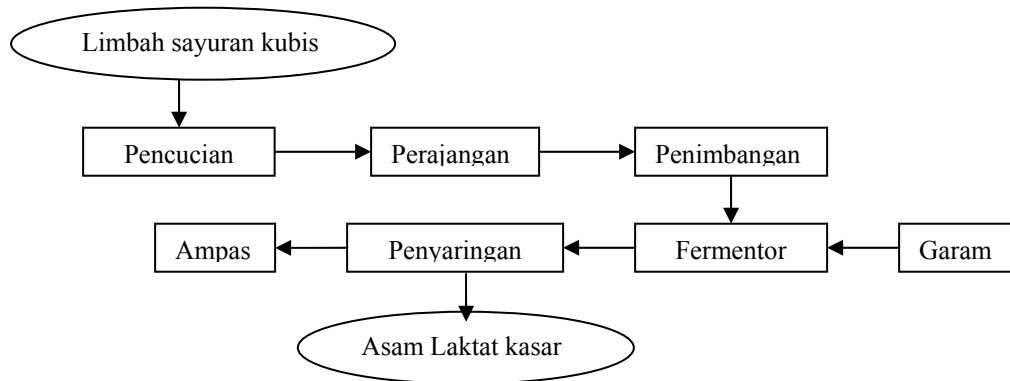 Limbah sayuran kubis
Pencucian
Perajangan
Penimbangan
Ampas
Penyaringan
Fermentor
Garam
Asam Laktat kasar